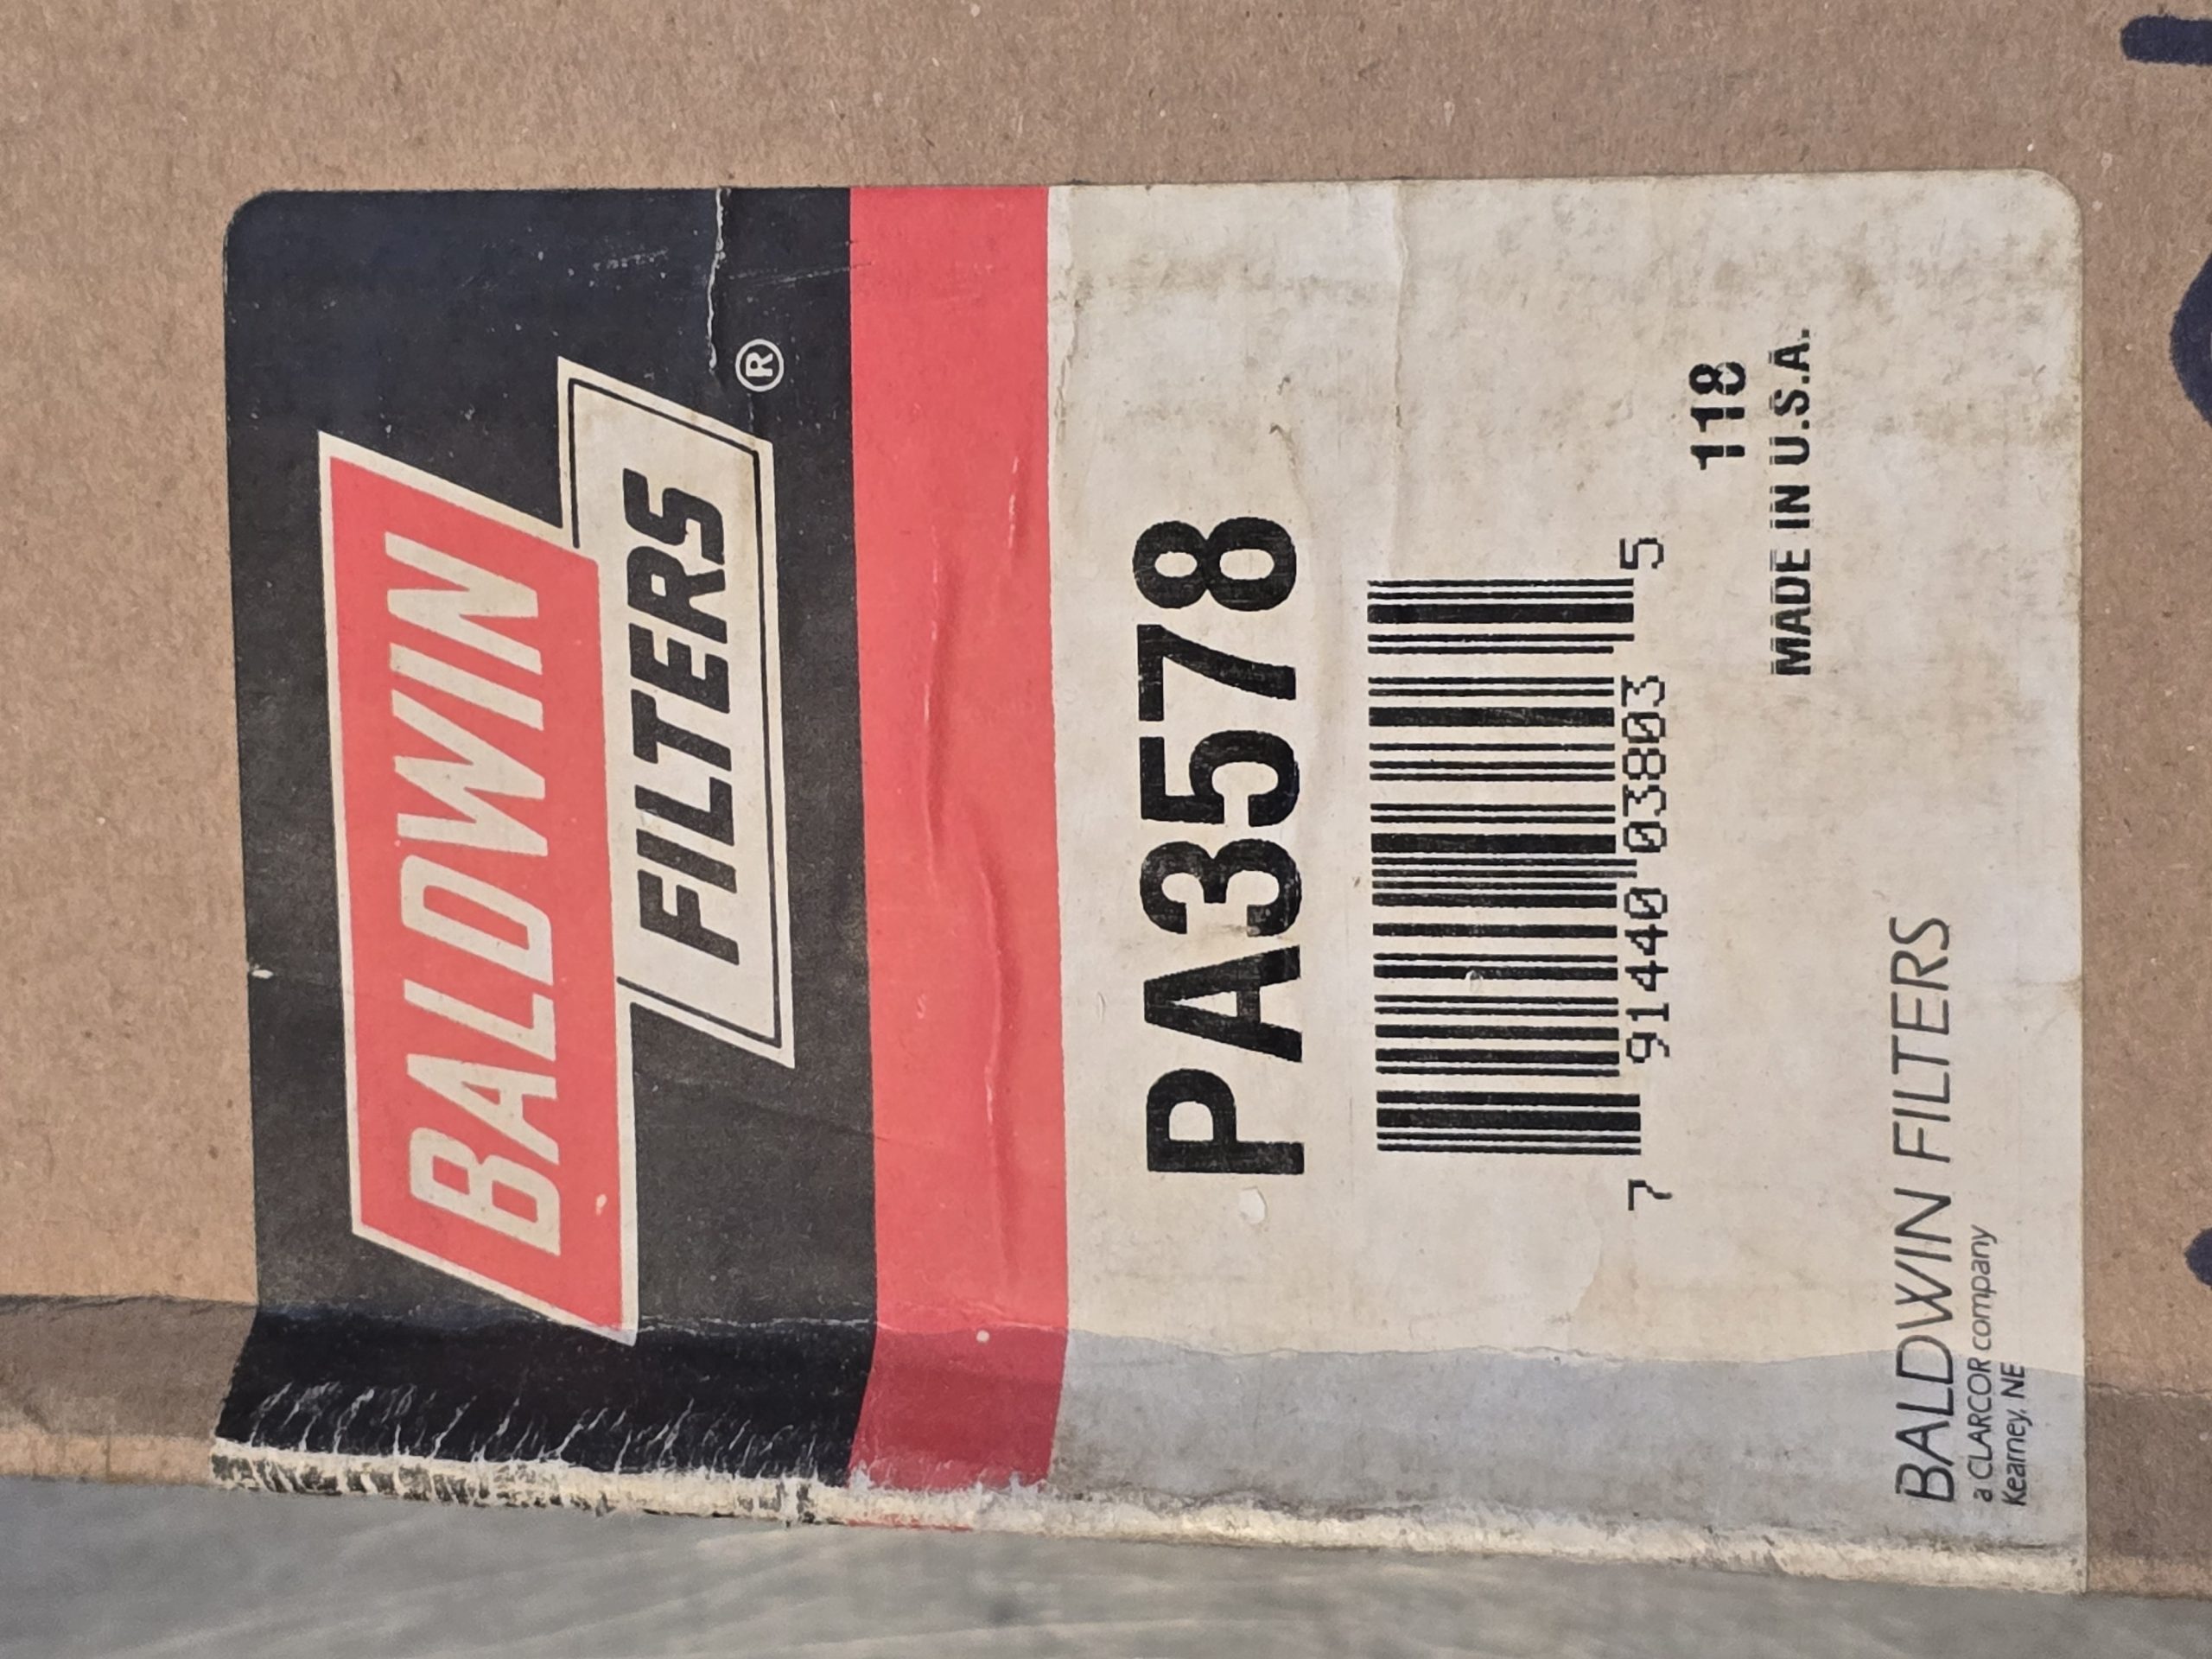 BALDWIN
FILTERS®
PA3578
7 91440 03803 5
118
MADE IN U.S.A.
BALDWIN FILTERS
a CLARCOR company
Kearney, NE